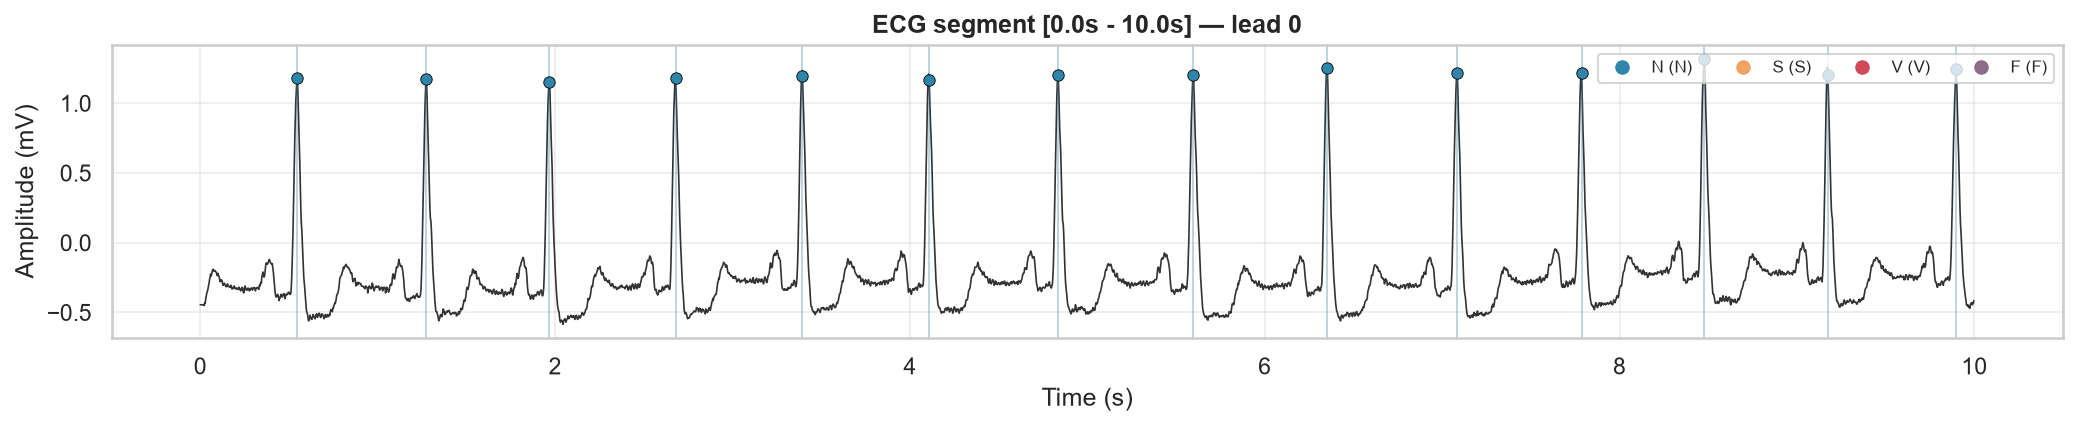 ECG segment [0.0s - 10.0s] — lead 0
N (N) S (S) V (V) F (F)
Amplitude (mV)
1.0
0.5
0.0
−0.5
0 2 4 6 8 10
Time (s)